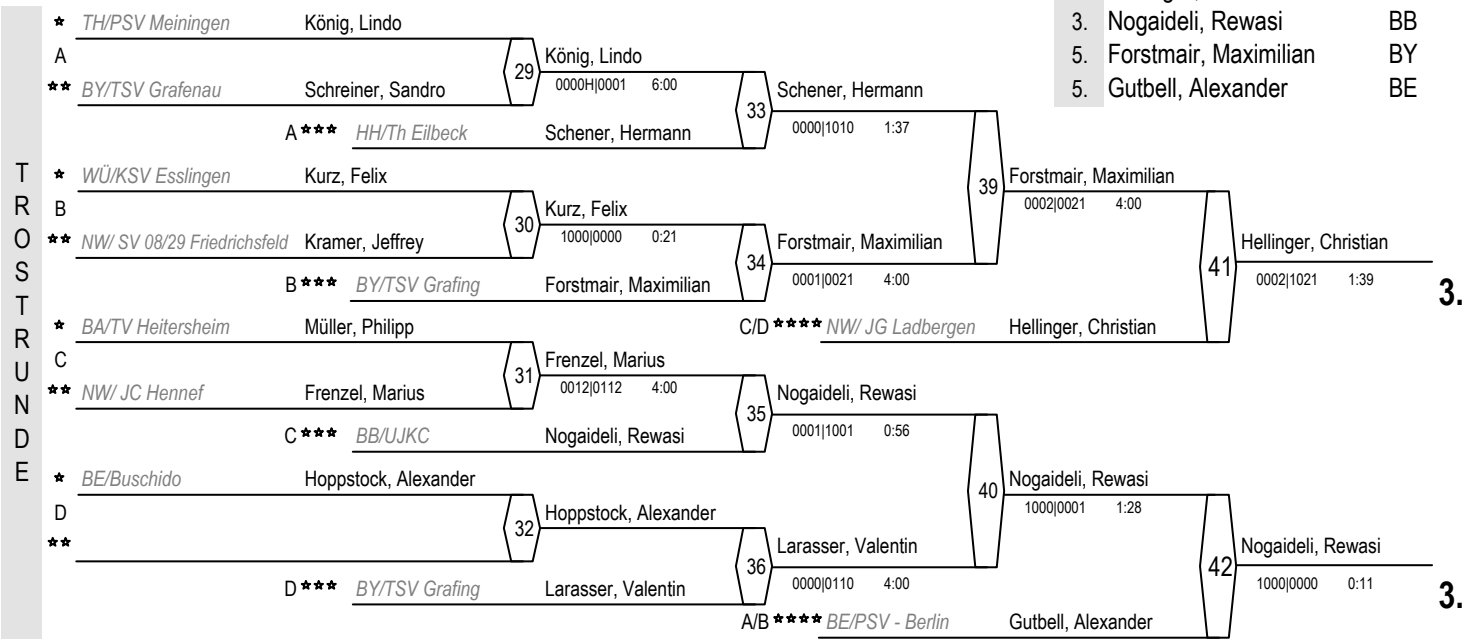 3. Nogaideli, Rewasi BB
5. Forstmair, Maximilian BY
5. Gutbell, Alexander BE
TROSTRUNDE
* TH/PSV Meiningen König, Lindo
A
** BY/TSV Grafenau Schreiner, Sandro
29
König, Lindo
0000H|0001 6:00
A *** HH/Th Eilbeck Schener, Hermann
33
Schener, Hermann
0000|1010 1:37
* WÜ/KSV Esslingen Kurz, Felix
B
** NW/ SV 08/29 Friedrichsfeld Kramer, Jeffrey
30
Kurz, Felix
1000|0000 0:21
B *** BY/TSV Grafing Forstmair, Maximilian
34
Forstmair, Maximilian
0001|0021 4:00
39
Forstmair, Maximilian
0002|0021 4:00
C/D **** NW/ JG Ladbergen Hellinger, Christian
41
Hellinger, Christian
0002|1021 1:39
3.
* BA/TV Heitersheim Müller, Philipp
C
** NW/ JC Hennef Frenzel, Marius
31
Frenzel, Marius
0012|0112 4:00
C *** BB/UJKC Nogaideli, Rewasi
35
Nogaideli, Rewasi
0001|1001 0:56
* BE/Buschido Hoppstock, Alexander
D
**
32
Hoppstock, Alexander
D *** BY/TSV Grafing Larasser, Valentin
36
Larasser, Valentin
0000|0110 4:00
40
Nogaideli, Rewasi
1000|0001 1:28
A/B **** BE/PSV - Berlin Gutbell, Alexander
42
Nogaideli, Rewasi
1000|0000 0:11
3.